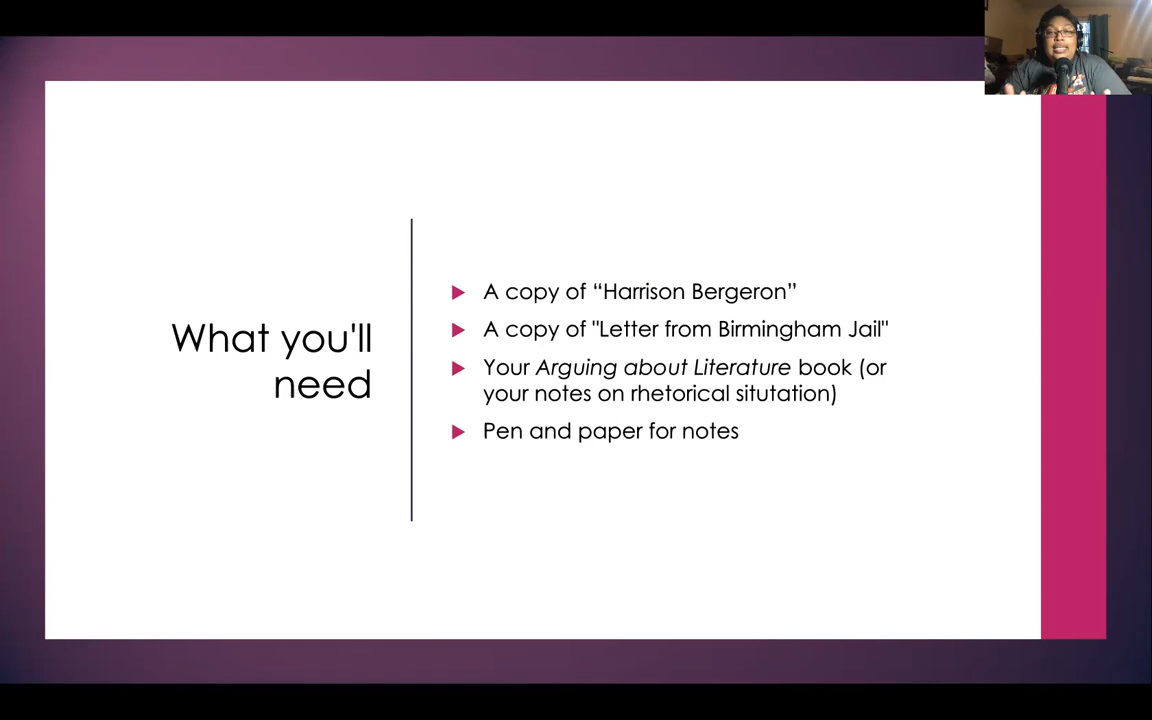 What you'll
need
A copy of “Harrison Bergeron”
A copy of "Letter from Birmingham Jail"
Your Arguing about Literature book (or
your notes on rhetorical situtation)
Pen and paper for notes